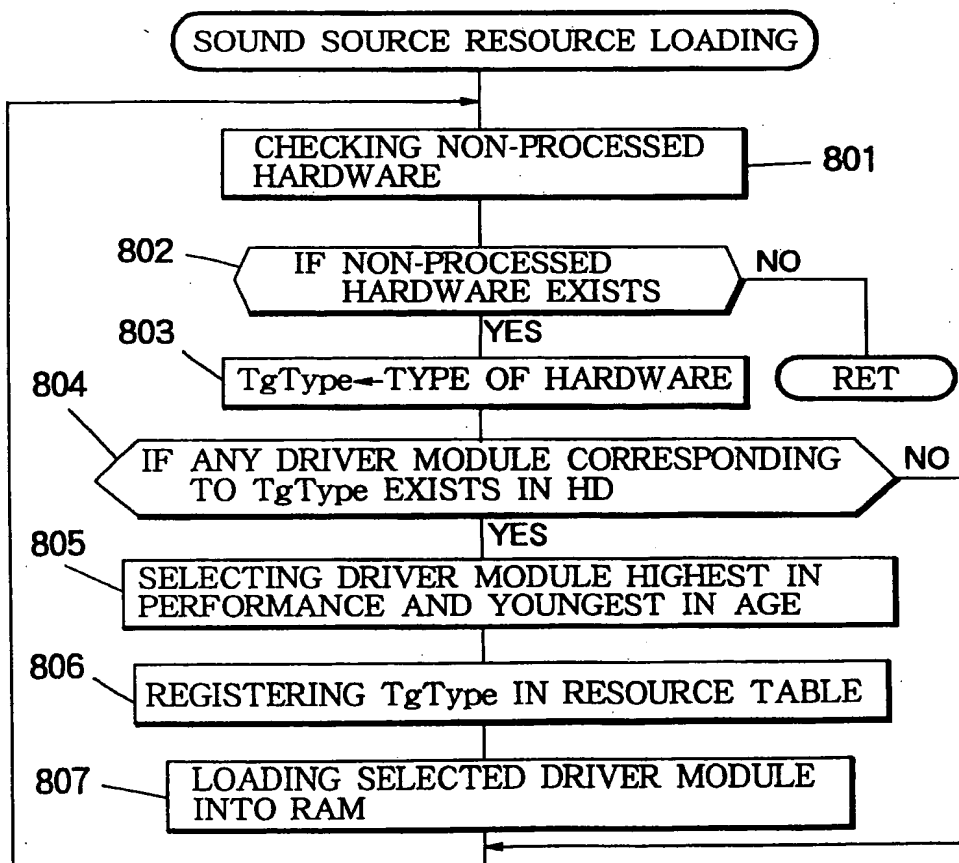 SOUND SOURCE RESOURCE LOADING
CHECKING NON-PROCESSED
HARDWARE
801
802
IF NON-PROCESSED
HARDWARE EXISTS
NO
YES
803
TgType←TYPE OF HARDWARE
RET
804
IF ANY DRIVER MODULE CORRESPONDING
TO TgType EXISTS IN HD
NO
YES
805
SELECTING DRIVER MODULE HIGHEST IN
PERFORMANCE AND YOUNGEST IN AGE
806
REGISTERING TgType IN RESOURCE TABLE
807
LOADING SELECTED DRIVER MODULE
INTO RAM